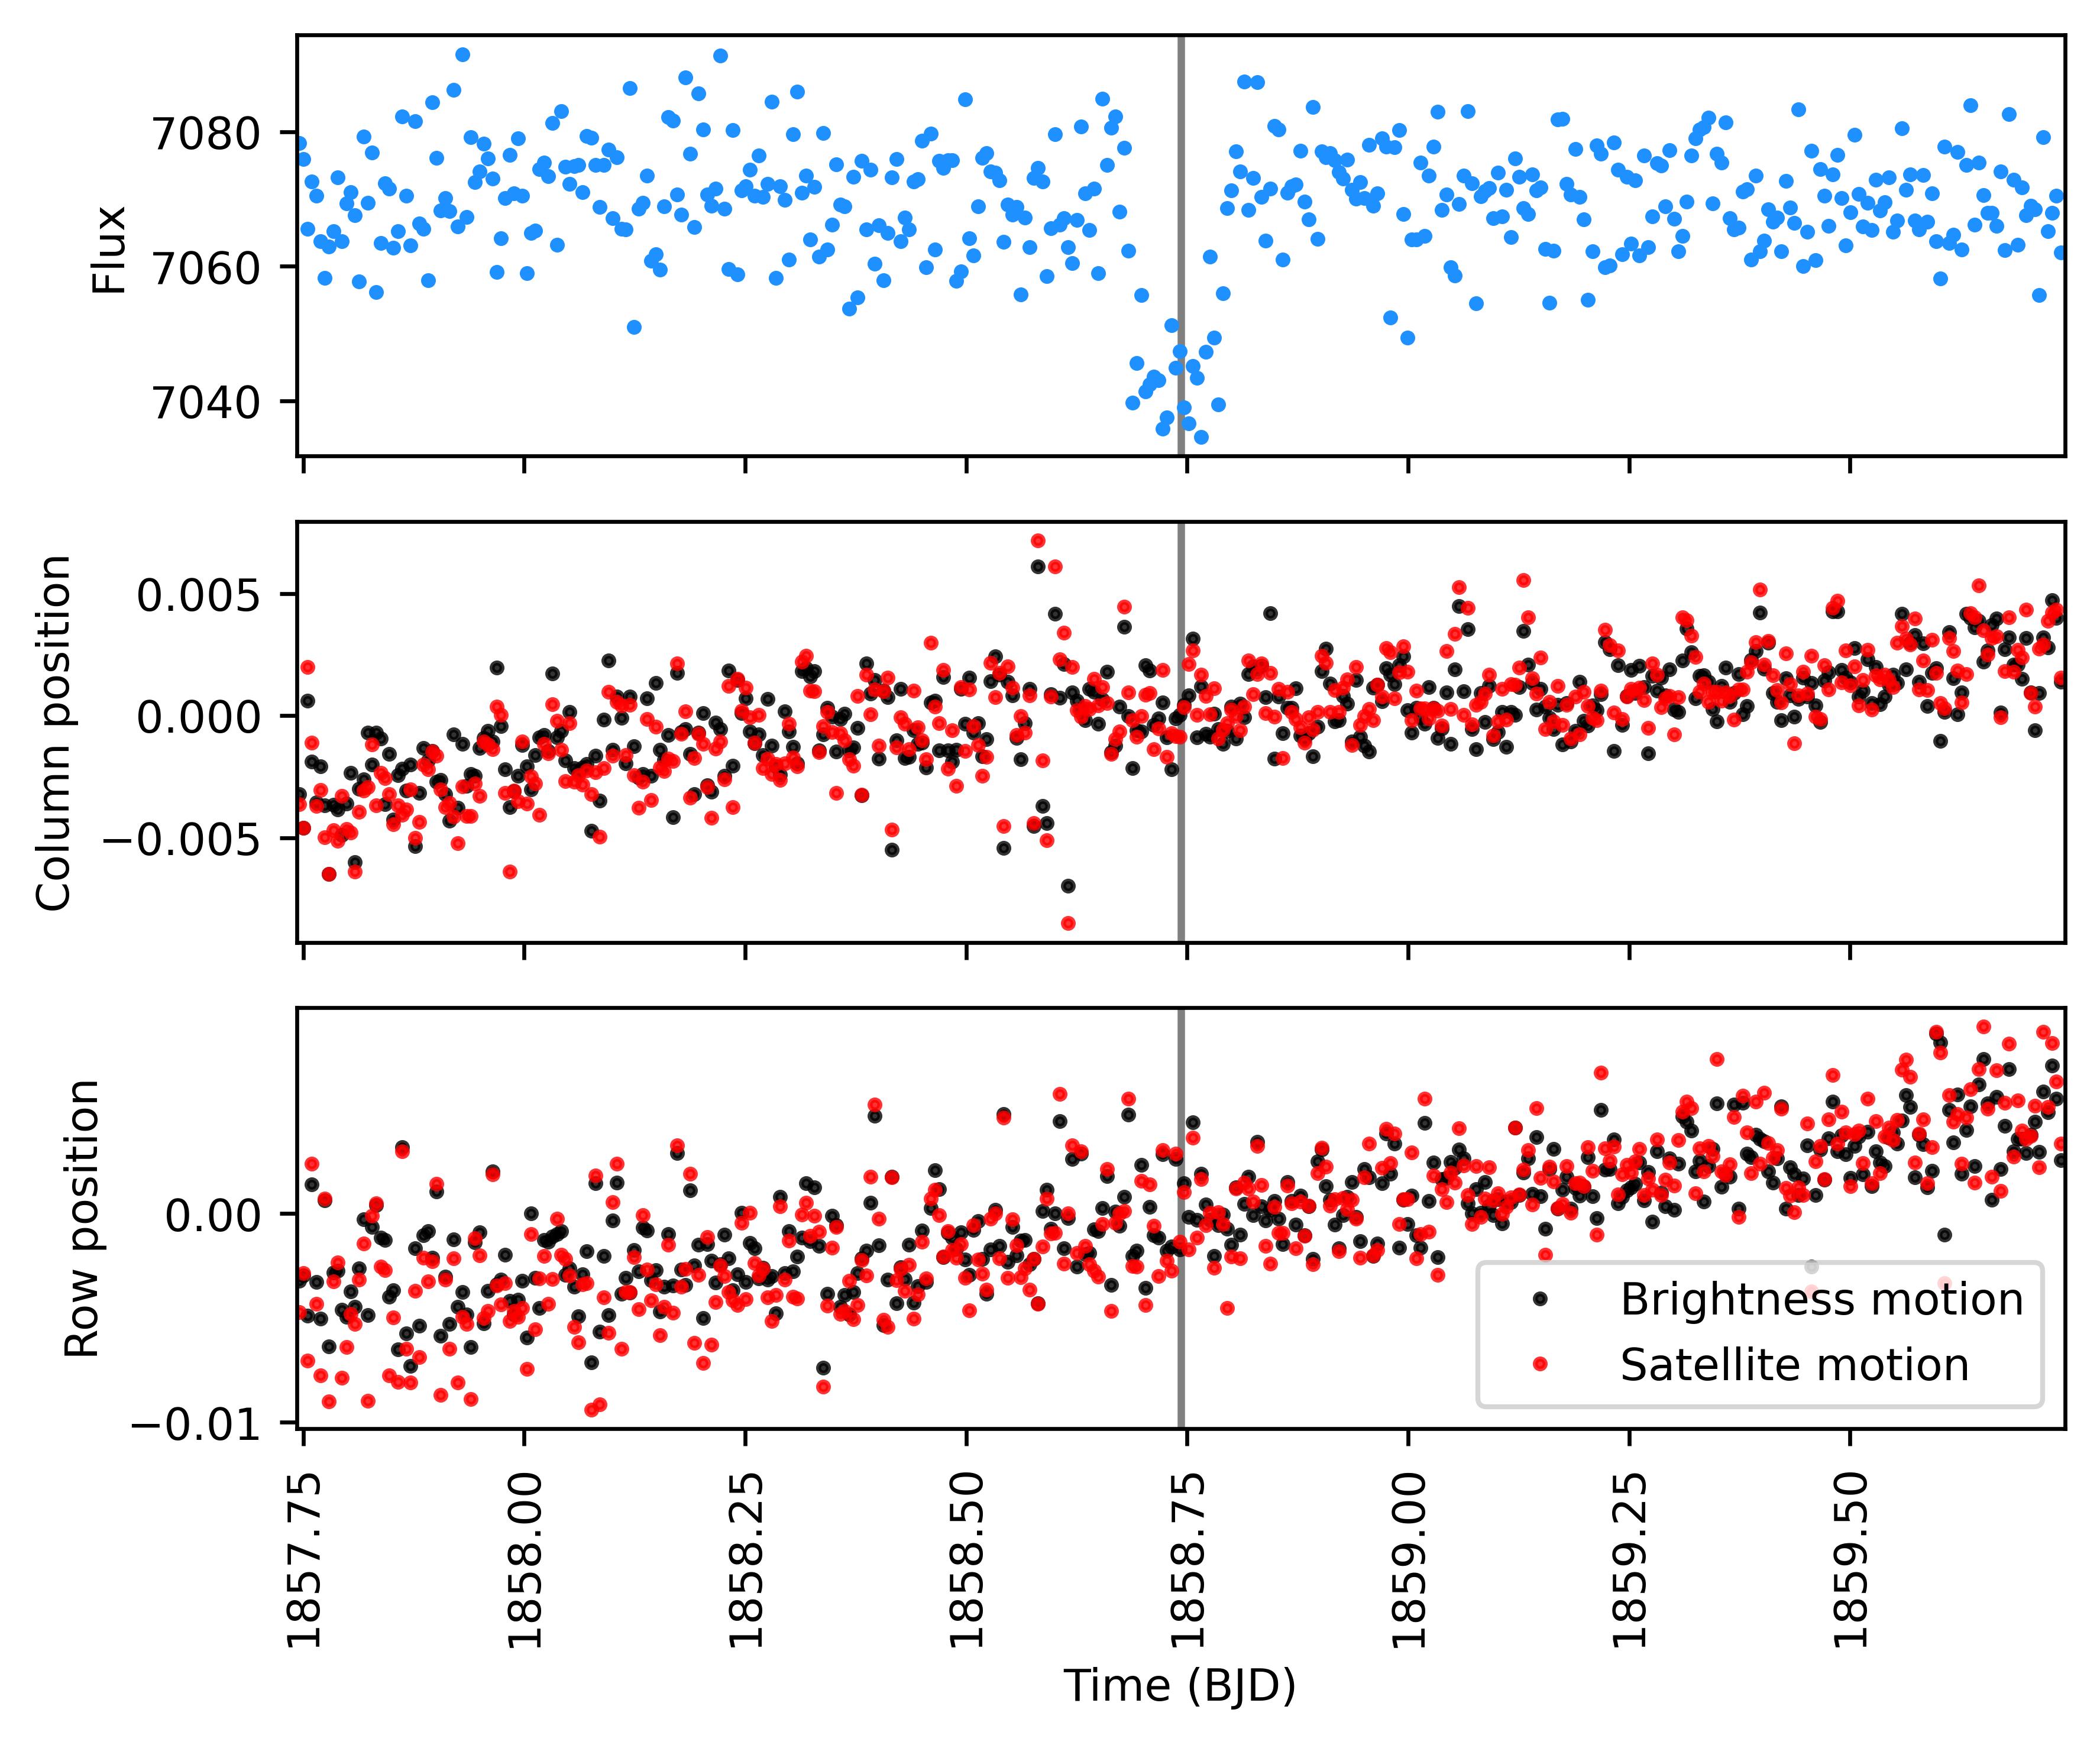 Flux
7080
7060
7040
Column position
0.005
0.000
−0.005
Row position
0.00
−0.01
Brightness motion
Satellite motion
1857.75
1858.00
1858.25
1858.50
1858.75
1859.00
1859.25
1859.50
Time (BJD)